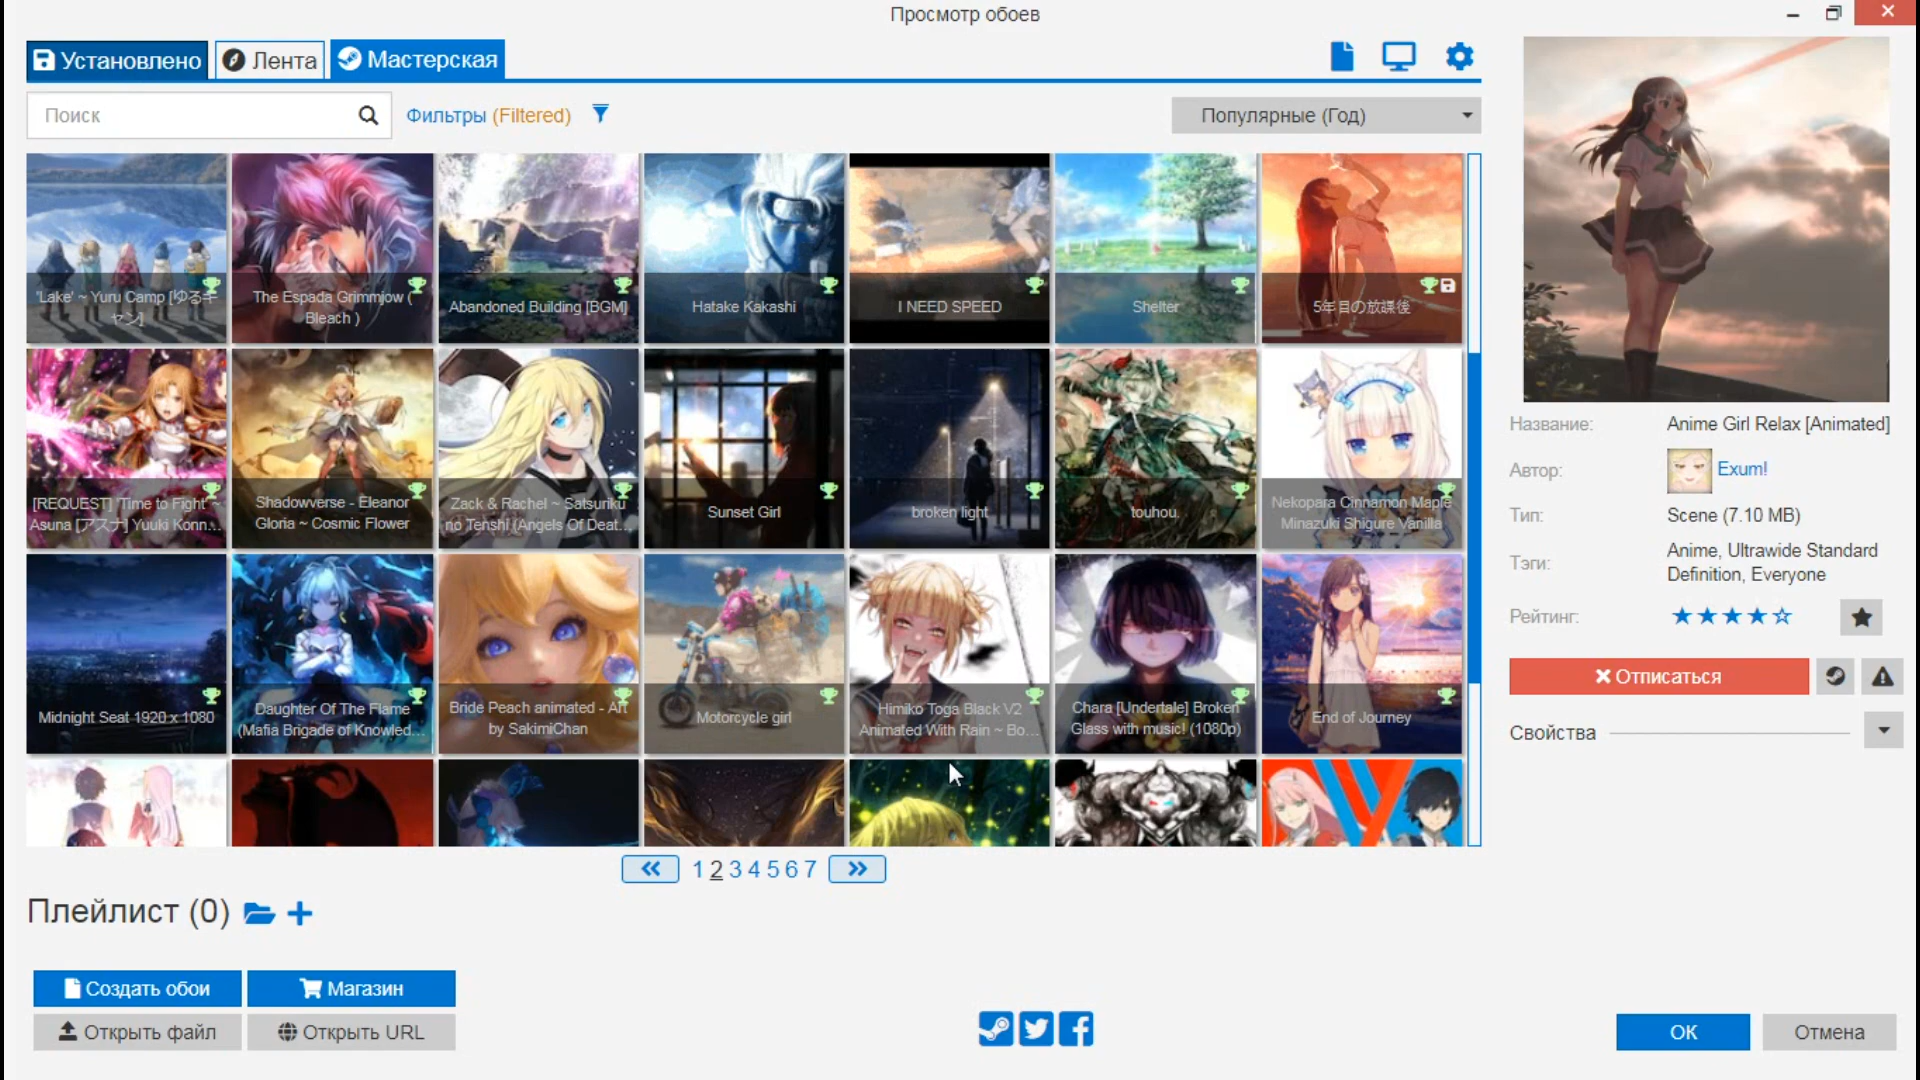 Просмотр обоев
Установлено
Лента
Мастерская
Поиск
Фильтры (Filtered)
Популярные (Год)
'Lake' ~ Yuru Camp [ゆるキ
ャン]
The Espada Grimmjow (
Bleach )
Abandoned Building [BGM]
Hatake Kakashi
I NEED SPEED
Shelter
5年目の放課後
[REQUEST] 'Time to Fight' ~
Asuna [アスナ] Yuuki Konn...
Shadowverse - Eleanor
Gloria ~ Cosmic Flower
Zack & Rachel ~ Satsuriku
no Tenshi (Angels Of Deat...
Sunset Girl
broken light
touhou.
Nekopara Cinnamon Maple
Minazuki Shigure Vanilla
Midnight Seat 1920 x 1080
Daughter Of The Flame
(Mafia Brigade of Knowled...
Bride Peach animated - Art
by SakimiChan
Motorcycle girl
Himiko Toga Black V2
Animated With Rain ~ Bo...
Chara [Undertale] Broken
Glass with music! (1080p)
End of Journey
1 2 3 4 5 6 7
Название: Anime Girl Relax [Animated]
Автор: Exum!
Тип: Scene (7.10 MB)
Тэги: Anime, Ultrawide Standard
Definition, Everyone
Рейтинг:
Отписаться
Свойства
Плейлист (0)
Создать обои
Магазин
Открыть файл
Открыть URL
ОК
Отмена